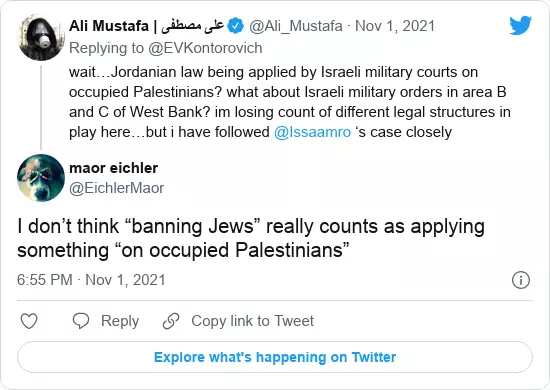 Ali Mustafa | على مصطفى @Ali_Mustafa · Nov 1, 2021
Replying to @EVKontorovich
wait…Jordanian law being applied by Israeli military courts on
occupied Palestinians? what about Israeli military orders in area B
and C of West Bank? im losing count of different legal structures in
play here…but i have followed @Issaamro ‘s case closely
maor eichler
@EichlerMaor
I don’t think “banning Jews” really counts as applying
something “on occupied Palestinians”
6:55 PM · Nov 1, 2021
Reply Copy link to Tweet
Explore what's happening on Twitter